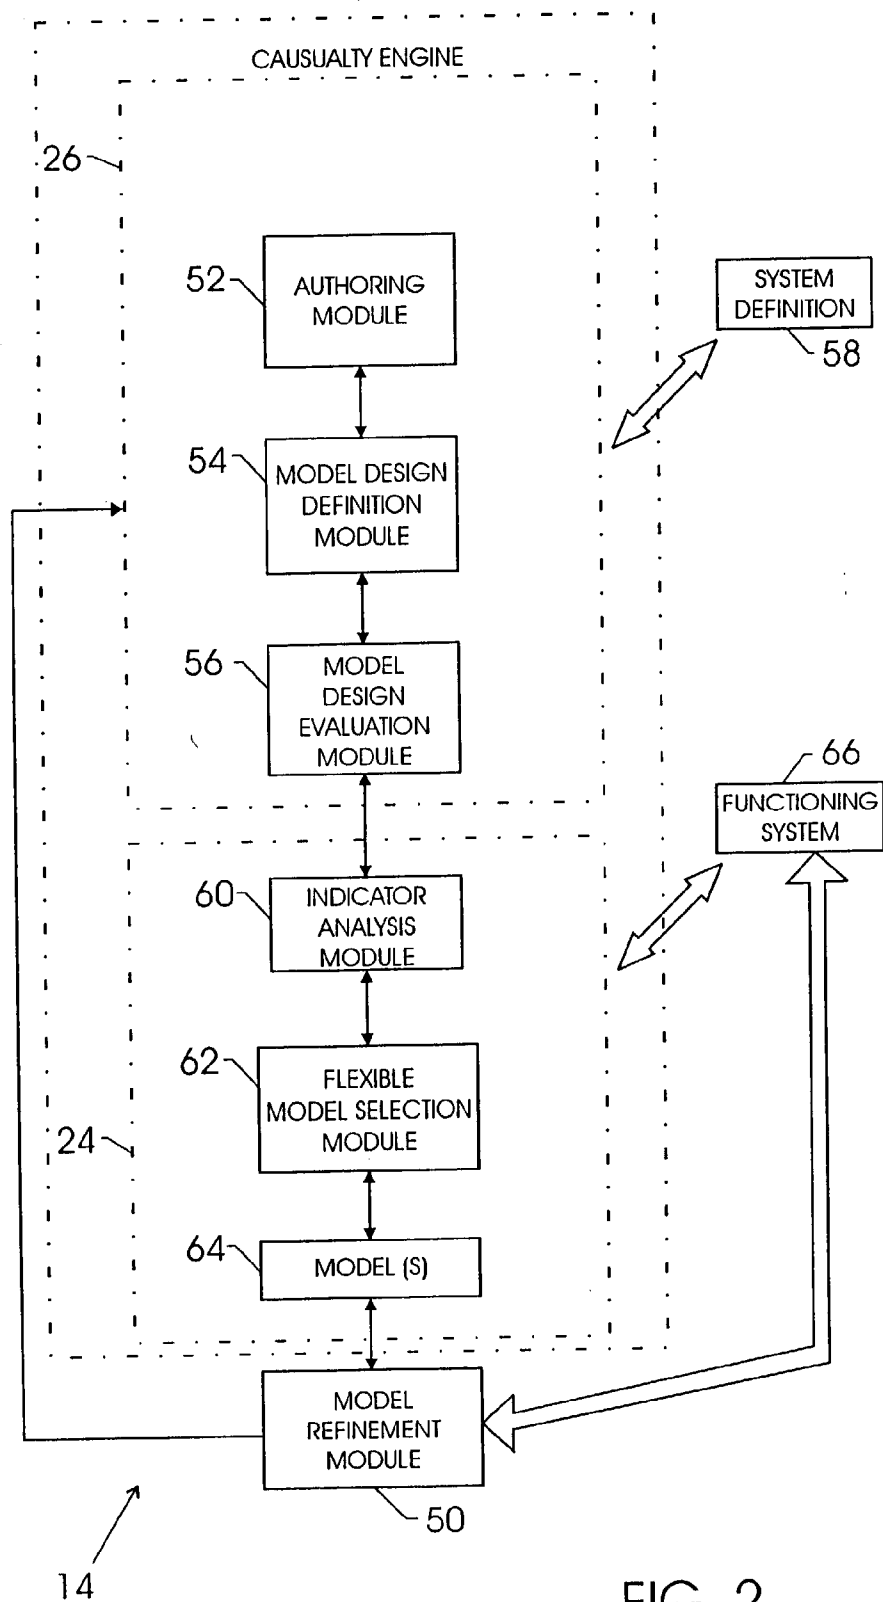 CAUSUALTY ENGINE
26
52
AUTHORING
MODULE
SYSTEM
DEFINITION
58
54
MODEL DESIGN
DEFINITION
MODULE
56
MODEL
DESIGN
EVALUATION
MODULE
66
FUNCTIONING
SYSTEM
60
INDICATOR
ANALYSIS
MODULE
62
FLEXIBLE
MODEL SELECTION
MODULE
24
64
MODEL (S)
MODEL
REFINEMENT
MODULE
50
14
FIG. 2